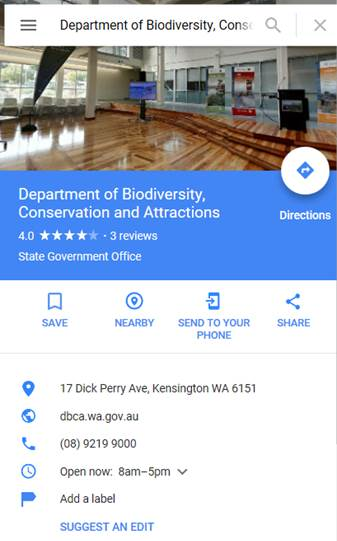 Department of Biodiversity, Conse
Department of Biodiversity,
Conservation and Attractions
4.0 ★★★★★ · 3 reviews
State Government Office
Directions
SAVE
NEARBY
SEND TO YOUR
PHONE
SHARE
17 Dick Perry Ave, Kensington WA 6151
dbca.wa.gov.au
(08) 9219 9000
Open now: 8am–5pm
Add a label
SUGGEST AN EDIT